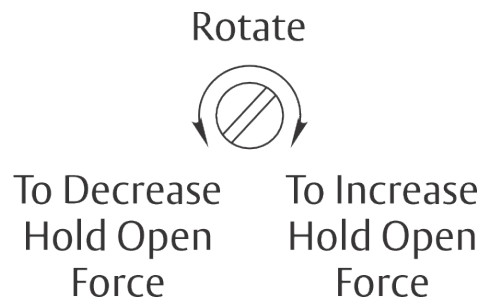 Rotate
To Decrease
Hold Open
Force
To Increase
Hold Open
Force